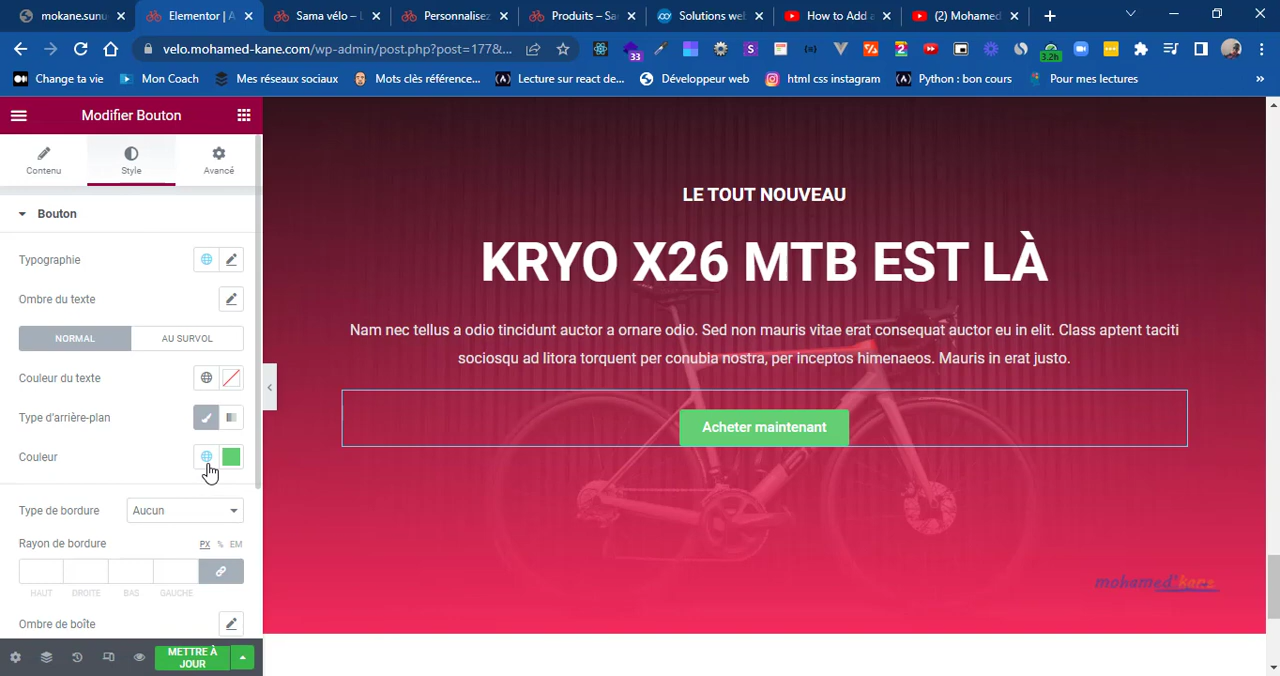 mokane.sunu
Elementor | A
Sama vélo – L
Personnalisez
Produits – Sa
Solutions web
How to Add a
(2) Mohamed
velo.mohamed-kane.com/wp-admin/post.php?post=177&...
33
2
3.2h
Change ta vie
Mon Coach
Mes réseaux sociaux
Mots clés référence...
Lecture sur react de...
Développeur web
html css instagram
Python : bon cours
Pour mes lectures
»
Modifier Bouton
Contenu
Style
Avancé
Bouton
Typographie
Ombre du texte
NORMAL
AU SURVOL
Couleur du texte
Type d'arrière-plan
Couleur
Type de bordure
Aucun
Rayon de bordure
PX % EM
HAUT DROITE BAS GAUCHE
Ombre de boîte
METTRE À
JOUR
LE TOUT NOUVEAU
KRYO X26 MTB EST LÀ
Nam nec tellus a odio tincidunt auctor a ornare odio. Sed non mauris vitae erat consequat auctor eu in elit. Class aptent taciti
sociosqu ad litora torquent per conubia nostra, per inceptos himenaeos. Mauris in erat justo.
Acheter maintenant
mohamed'kane